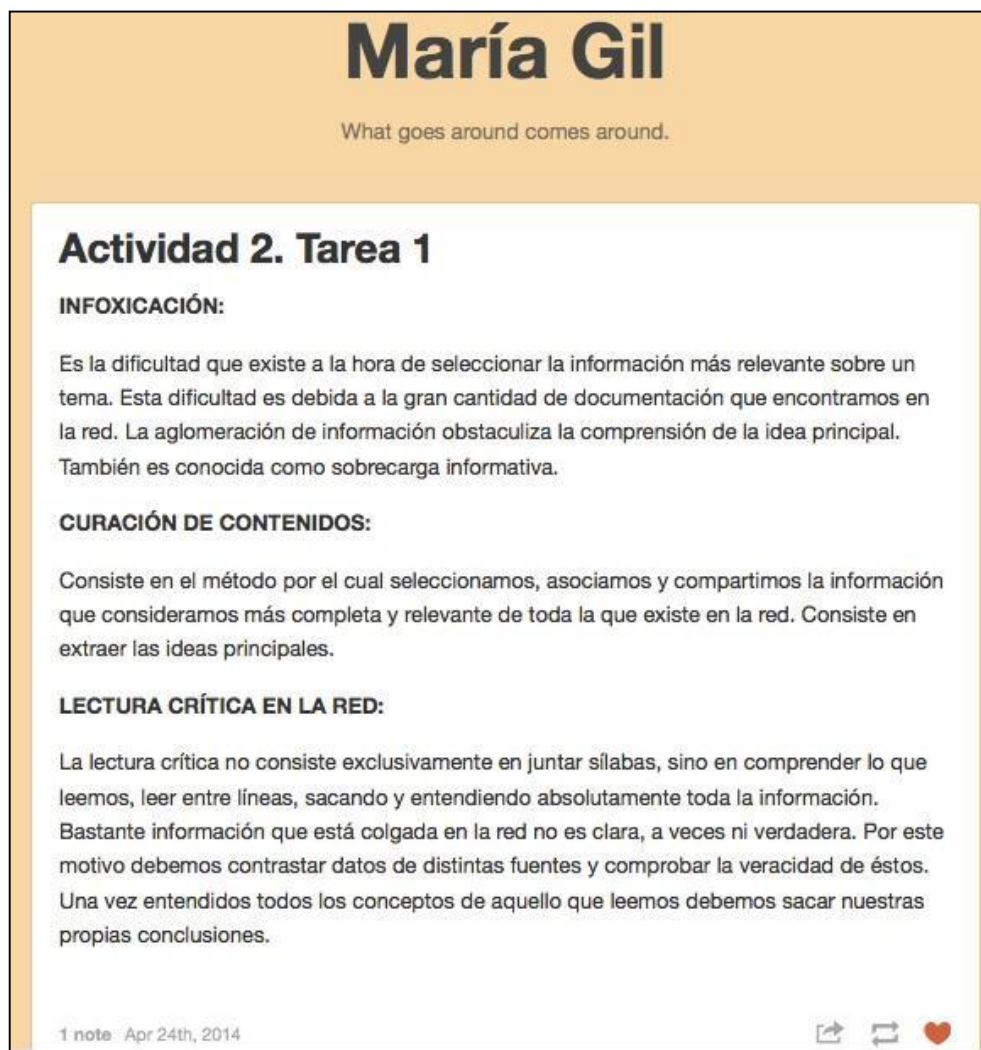 María Gil
What goes around comes around.
Actividad 2. Tarea 1
INFOXICACIÓN:
Es la dificultad que existe a la hora de seleccionar la información más relevante sobre un
tema. Esta dificultad es debida a la gran cantidad de documentación que encontramos en
la red. La aglomeración de información obstaculiza la comprensión de la idea principal.
También es conocida como sobrecarga informativa.
CURACIÓN DE CONTENIDOS:
Consiste en el método por el cual seleccionamos, asociamos y compartimos la información
que consideramos más completa y relevante de toda la que existe en la red. Consiste en
extraer las ideas principales.
LECTURA CRÍTICA EN LA RED:
La lectura crítica no consiste exclusivamente en juntar sílabas, sino en comprender lo que
leemos, leer entre líneas, sacando y entendiendo absolutamente toda la información.
Bastante información que está colgada en la red no es clara, a veces ni verdadera. Por este
motivo debemos contrastar datos de distintas fuentes y comprobar la veracidad de éstos.
Una vez entendidos todos los conceptos de aquello que leemos debemos sacar nuestras
propias conclusiones.
1 note Apr 24th, 2014